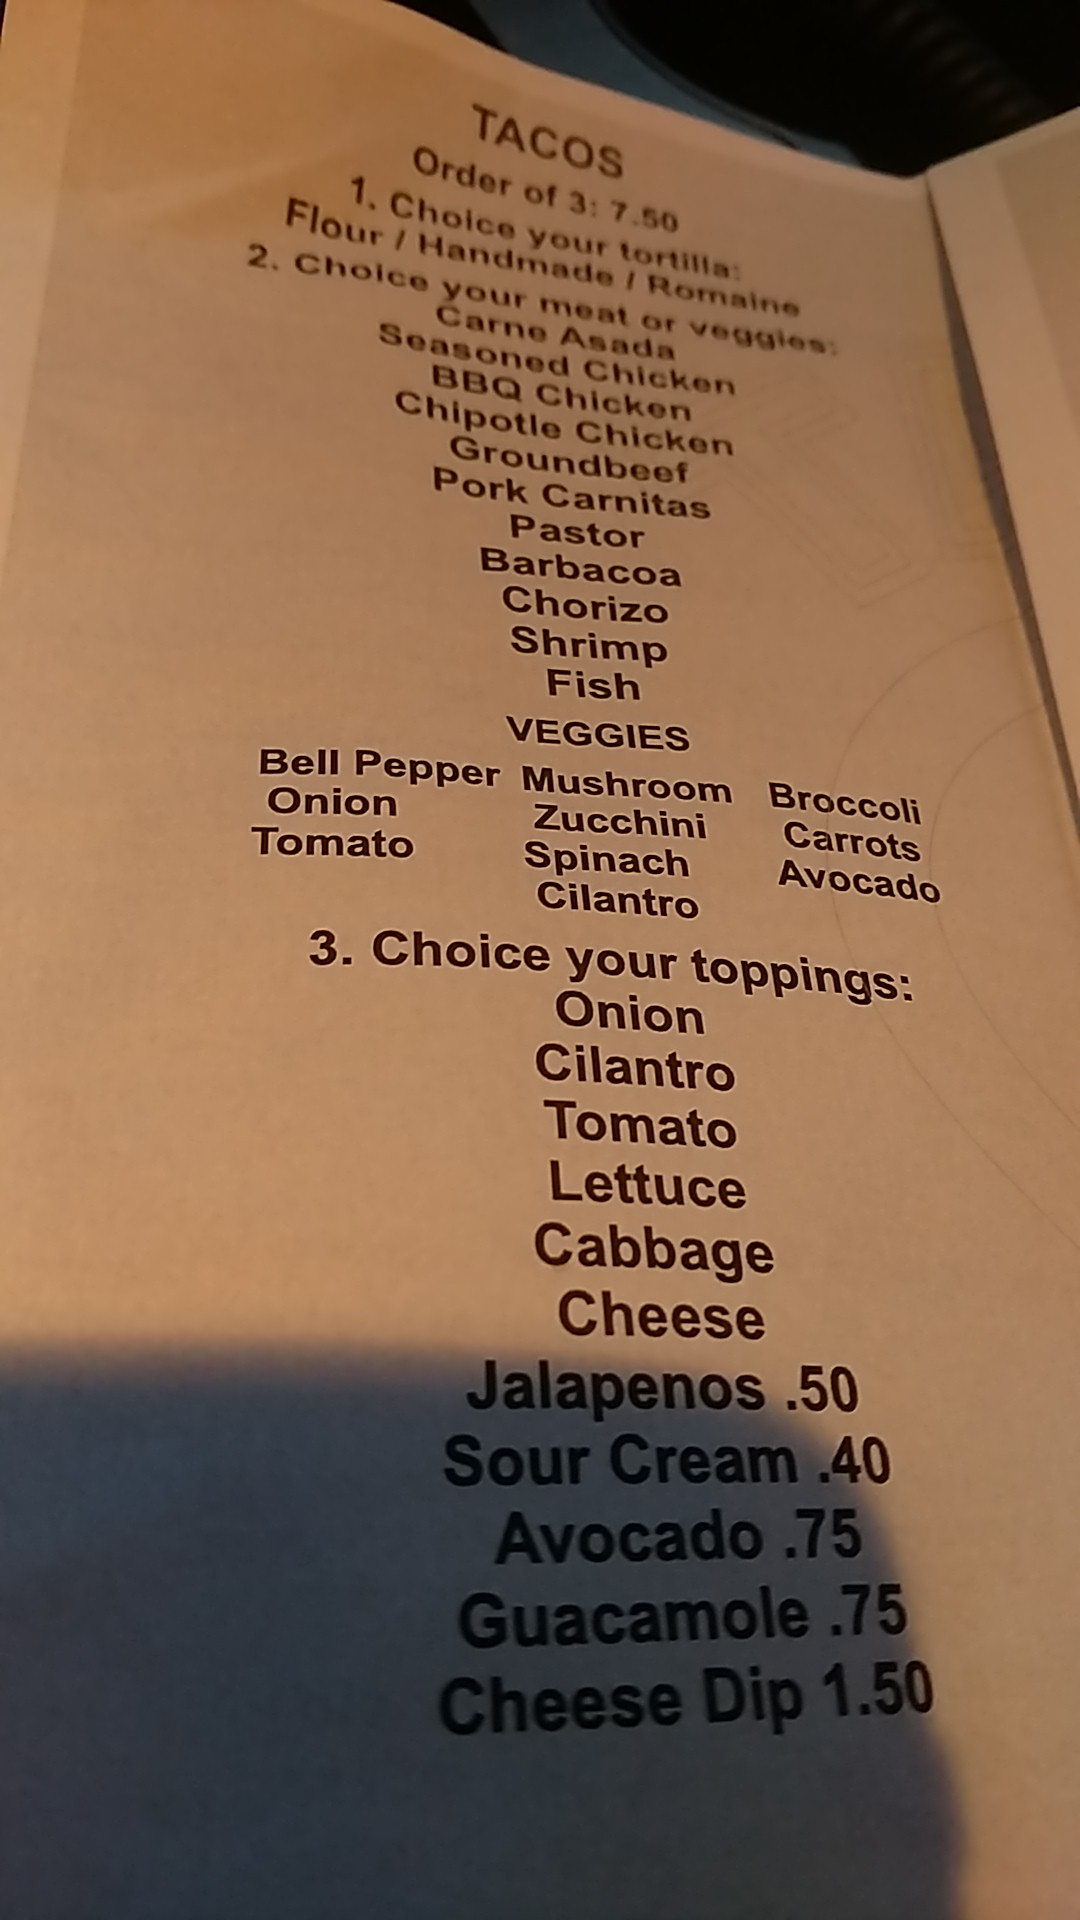 TACOS
Order of 3: 7.50
1. Choice your tortilla:
Flour / Handmade / Romaine
2. Choice your meat or veggies:
Carne Asada
Seasoned Chicken
BBQ Chicken
Chipotle Chicken
Groundbeef
Pork Carnitas
Pastor
Barbacoa
Chorizo
Shrimp
Fish
VEGGIES
Bell Pepper Mushroom Broccoli
Onion Zucchini Carrots
Tomato Spinach Avocado
Cilantro
3. Choice your toppings:
Onion
Cilantro
Tomato
Lettuce
Cabbage
Cheese
Jalapenos .50
Sour Cream .40
Avocado .75
Guacamole .75
Cheese Dip 1.50